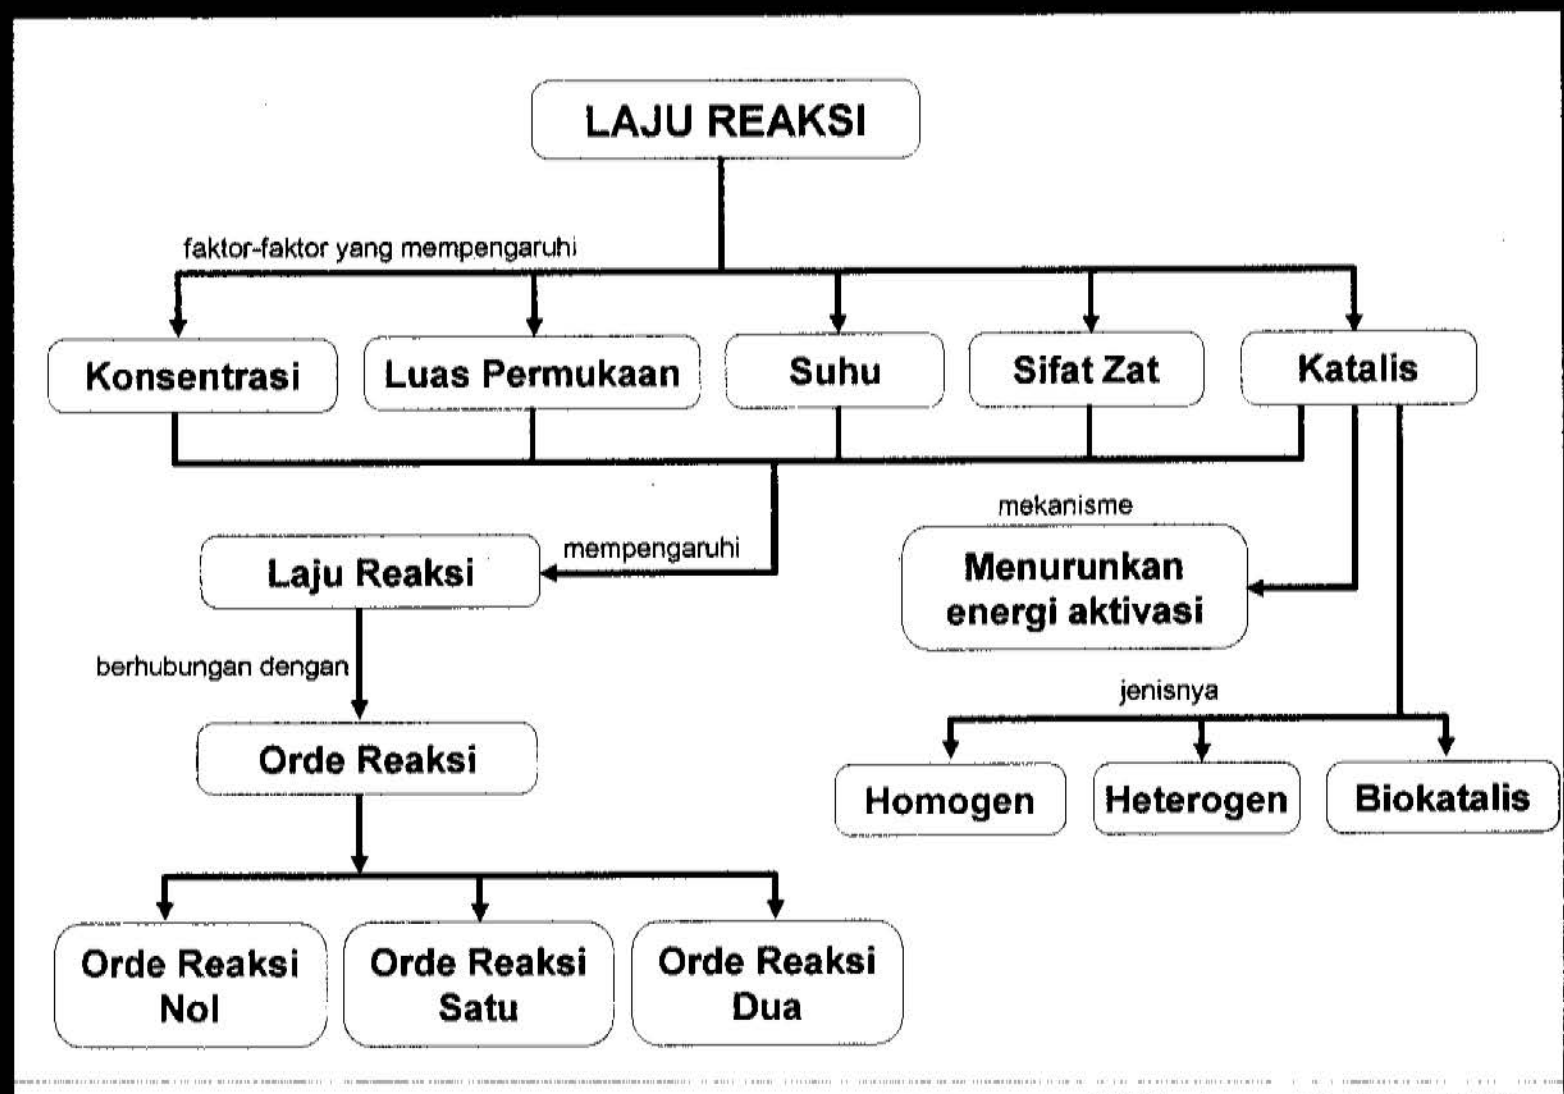 LAJU REAKSI
faktor-faktor yang mempengaruhi
Konsentrasi
Luas Permukaan
Suhu
Sifat Zat
Katalis
mekanisme
mempengaruhi
Laju Reaksi
Menurunkan
energi aktivasi
berhubungan dengan
jenisnya
Orde Reaksi
Homogen
Heterogen
Biokatalis
Orde Reaksi
Nol
Orde Reaksi
Satu
Orde Reaksi
Dua